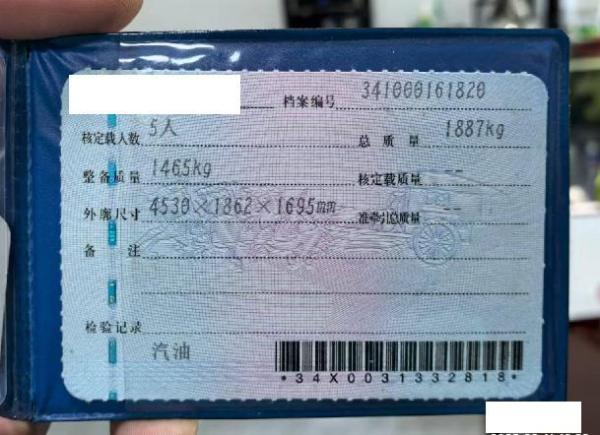 档案编号 341000161820
核定载人数 5人 总质量 1887kg
整备质量 1465kg 核定载质量 --
外廓尺寸 4530×1862×1695mm 准牵引总质量 --
备注
检验记录
汽油
*34X0031332818*